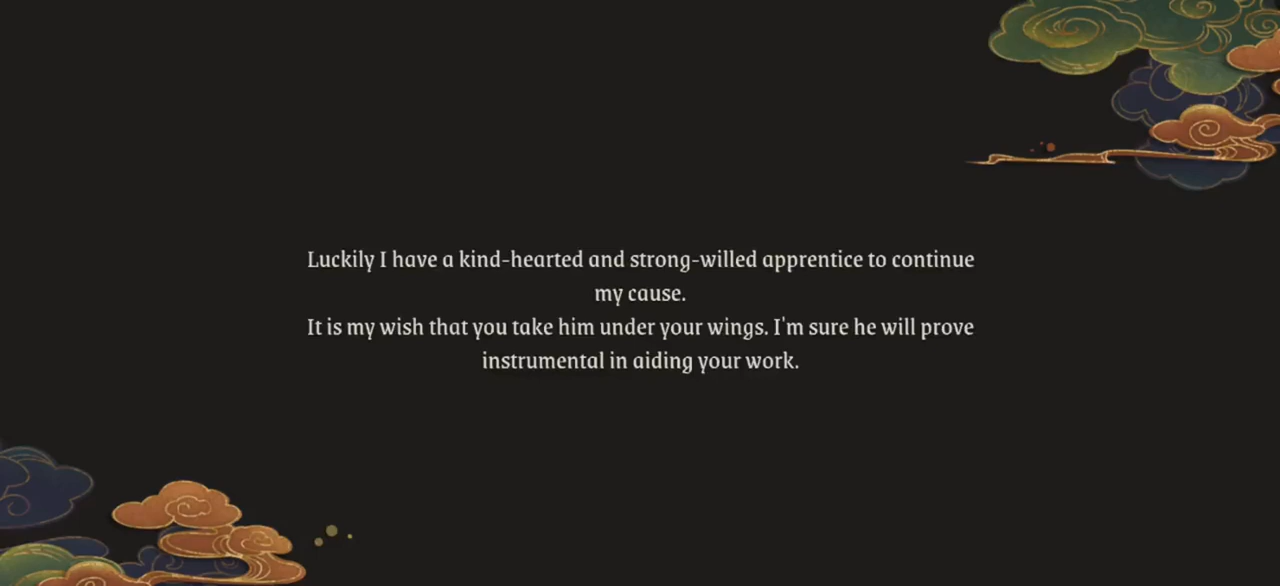 Luckily I have a kind-hearted and strong-willed apprentice to continue
my cause.
It is my wish that you take him under your wings. I'm sure he will prove
instrumental in aiding your work.